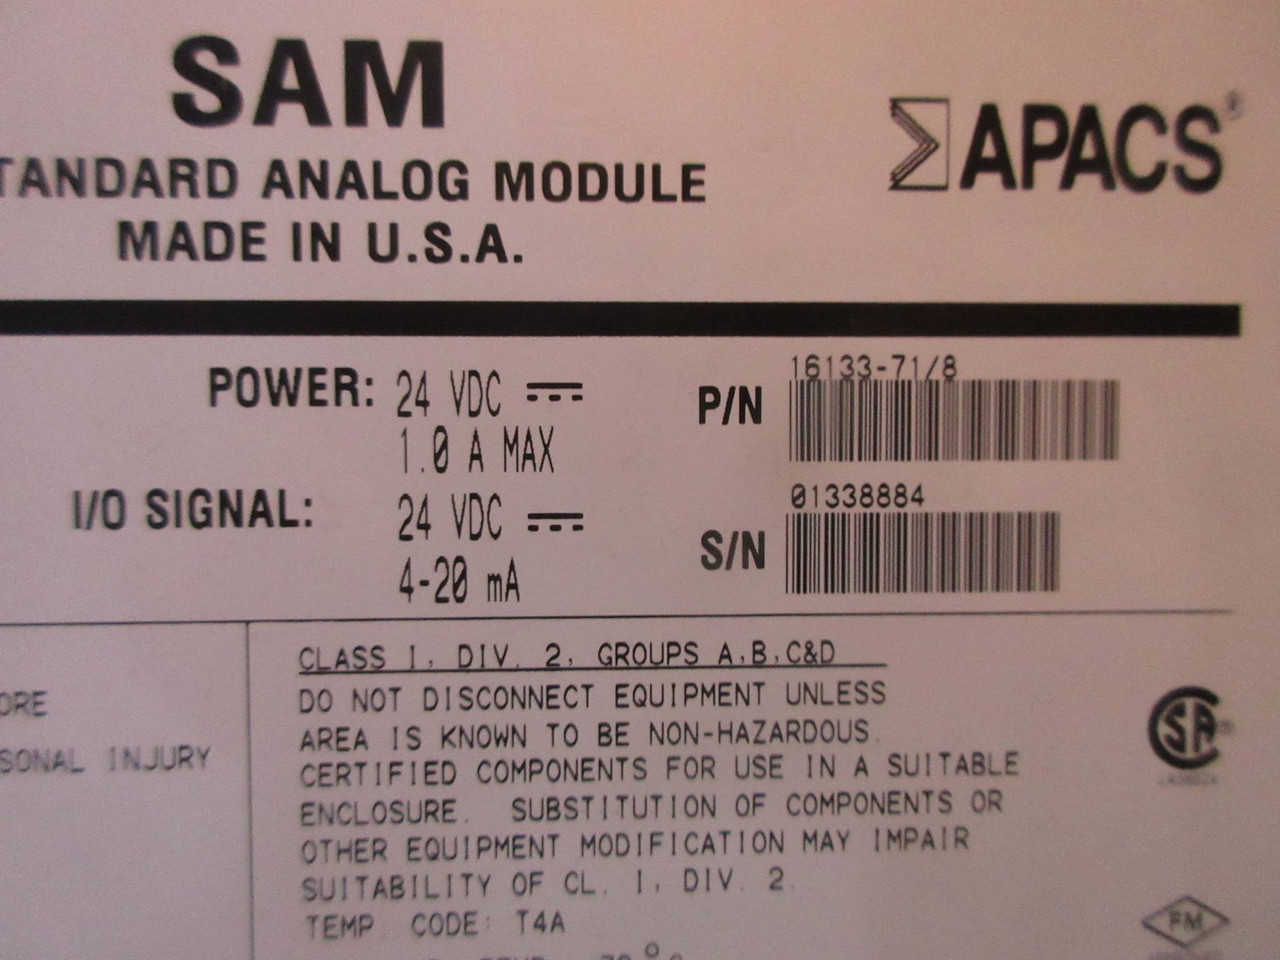 SAM
TANDARD ANALOG MODULE
MADE IN U.S.A.
APACS®
POWER: 24 VDC
1.0 A MAX
I/O SIGNAL: 24 VDC
4-20 mA
P/N 16133-71/8
S/N 01338884
ORE
SONAL INJURY
CLASS I, DIV. 2, GROUPS A,B,C&D
DO NOT DISCONNECT EQUIPMENT UNLESS
AREA IS KNOWN TO BE NON-HAZARDOUS.
CERTIFIED COMPONENTS FOR USE IN A SUITABLE
ENCLOSURE. SUBSTITUTION OF COMPONENTS OR
OTHER EQUIPMENT MODIFICATION MAY IMPAIR
SUITABILITY OF CL. I, DIV. 2.
TEMP. CODE: T4A
SA®
FM